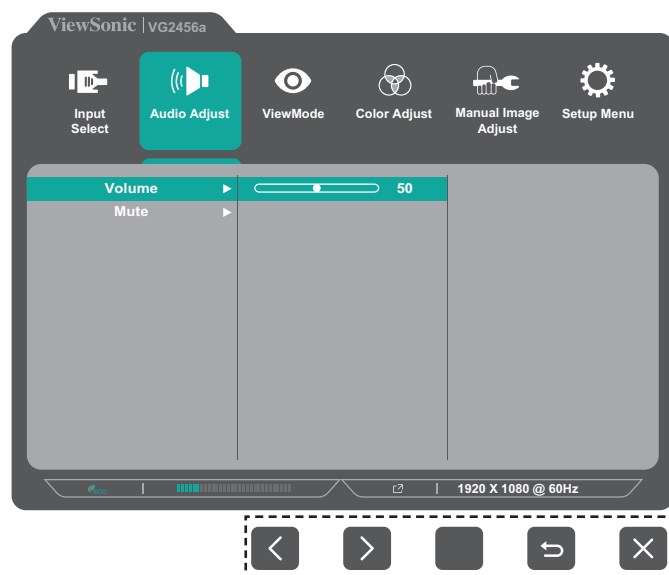 ViewSonic VG2456a
Input Select
Audio Adjust
ViewMode
Color Adjust
Manual Image Adjust
Setup Menu
Volume 50
Mute
eco
1920 X 1080 @ 60Hz